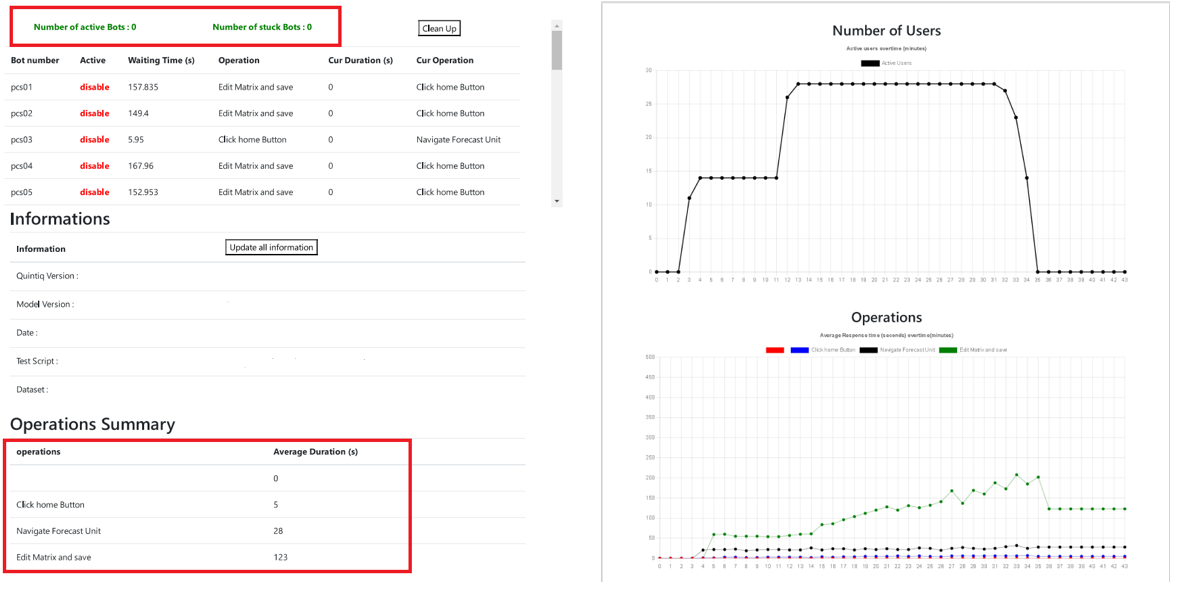 Number of active Bots : 0 Number of stuck Bots : 0 Clean Up
Bot number Active Waiting Time (s) Operation Cur Duration (s) Cur Operation
pcs01 disable 157.835 Edit Matrix and save 0 Click home Button
pcs02 disable 149.4 Edit Matrix and save 0 Click home Button
pcs03 disable 5.95 Click home Button 0 Navigate Forecast Unit
pcs04 disable 167.96 Edit Matrix and save 0 Click home Button
pcs05 disable 152.953 Edit Matrix and save 0 Click home Button
Informations
Information Update all information
Quintiq Version :
Model Version :
Date :
Test Script :
Dataset :
Operations Summary
operations Average Duration (s)
0
Click home Button 5
Navigate Forecast Unit 28
Edit Matrix and save 123
Number of Users
Active users overtime (minutes)
Active Users
20
25
20
15
10
5
0
0 1 2 3 4 5 6 7 8 9 10 11 12 13 14 15 16 17 18 19 20 21 22 23 24 25 26 27 28 29 30 31 32 33 34 35 36 37 38 39 40 41 42 43
Operations
Average Response time (seconds) overtime(minutes)
Click home Button Navigate Forecast Unit Edit Matrix and save
500
450
400
350
300
250
200
150
100
50
0
0 1 2 3 4 5 6 7 8 9 10 11 12 13 14 15 16 17 18 19 20 21 22 23 24 25 26 27 28 29 30 31 32 33 34 35 36 37 38 39 40 41 42 43